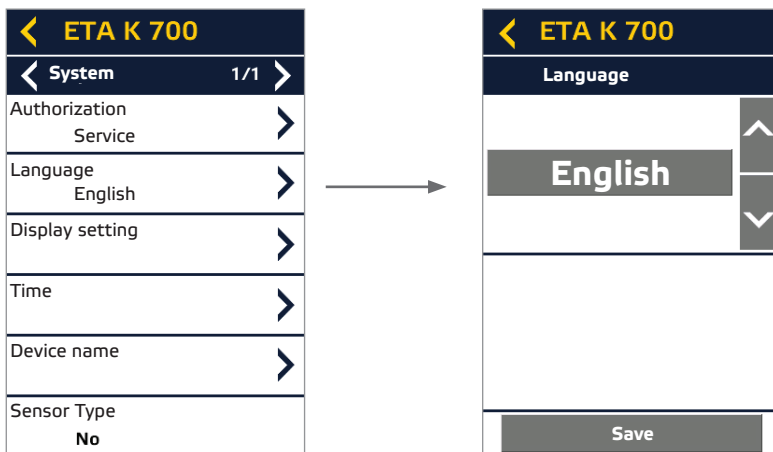 ETA K 700
System 1/1
Authorization
Service
Language
English
Display setting
Time
Device name
Sensor Type
No
ETA K 700
Language
English
Save